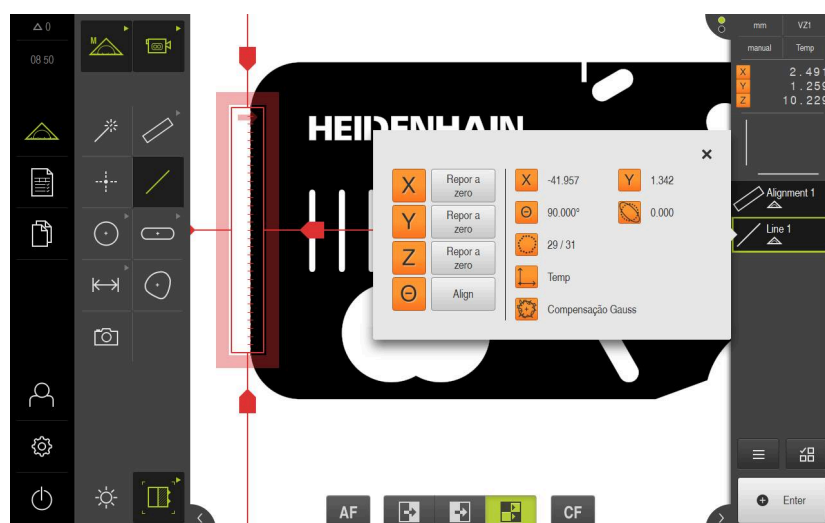 0
08 50
M
mm VZ1
manual Temp
X 2.491
Y 1.259
Z 10.229
HEIDENHAIN
X Repor a zero
Y Repor a zero
Z Repor a zero
Θ Align
X -41.957 Y 1.342
Θ 90.000° 0.000
29 / 31
Temp
Compensação Gauss
Alignment 1
Line 1
AF
CF
Enter